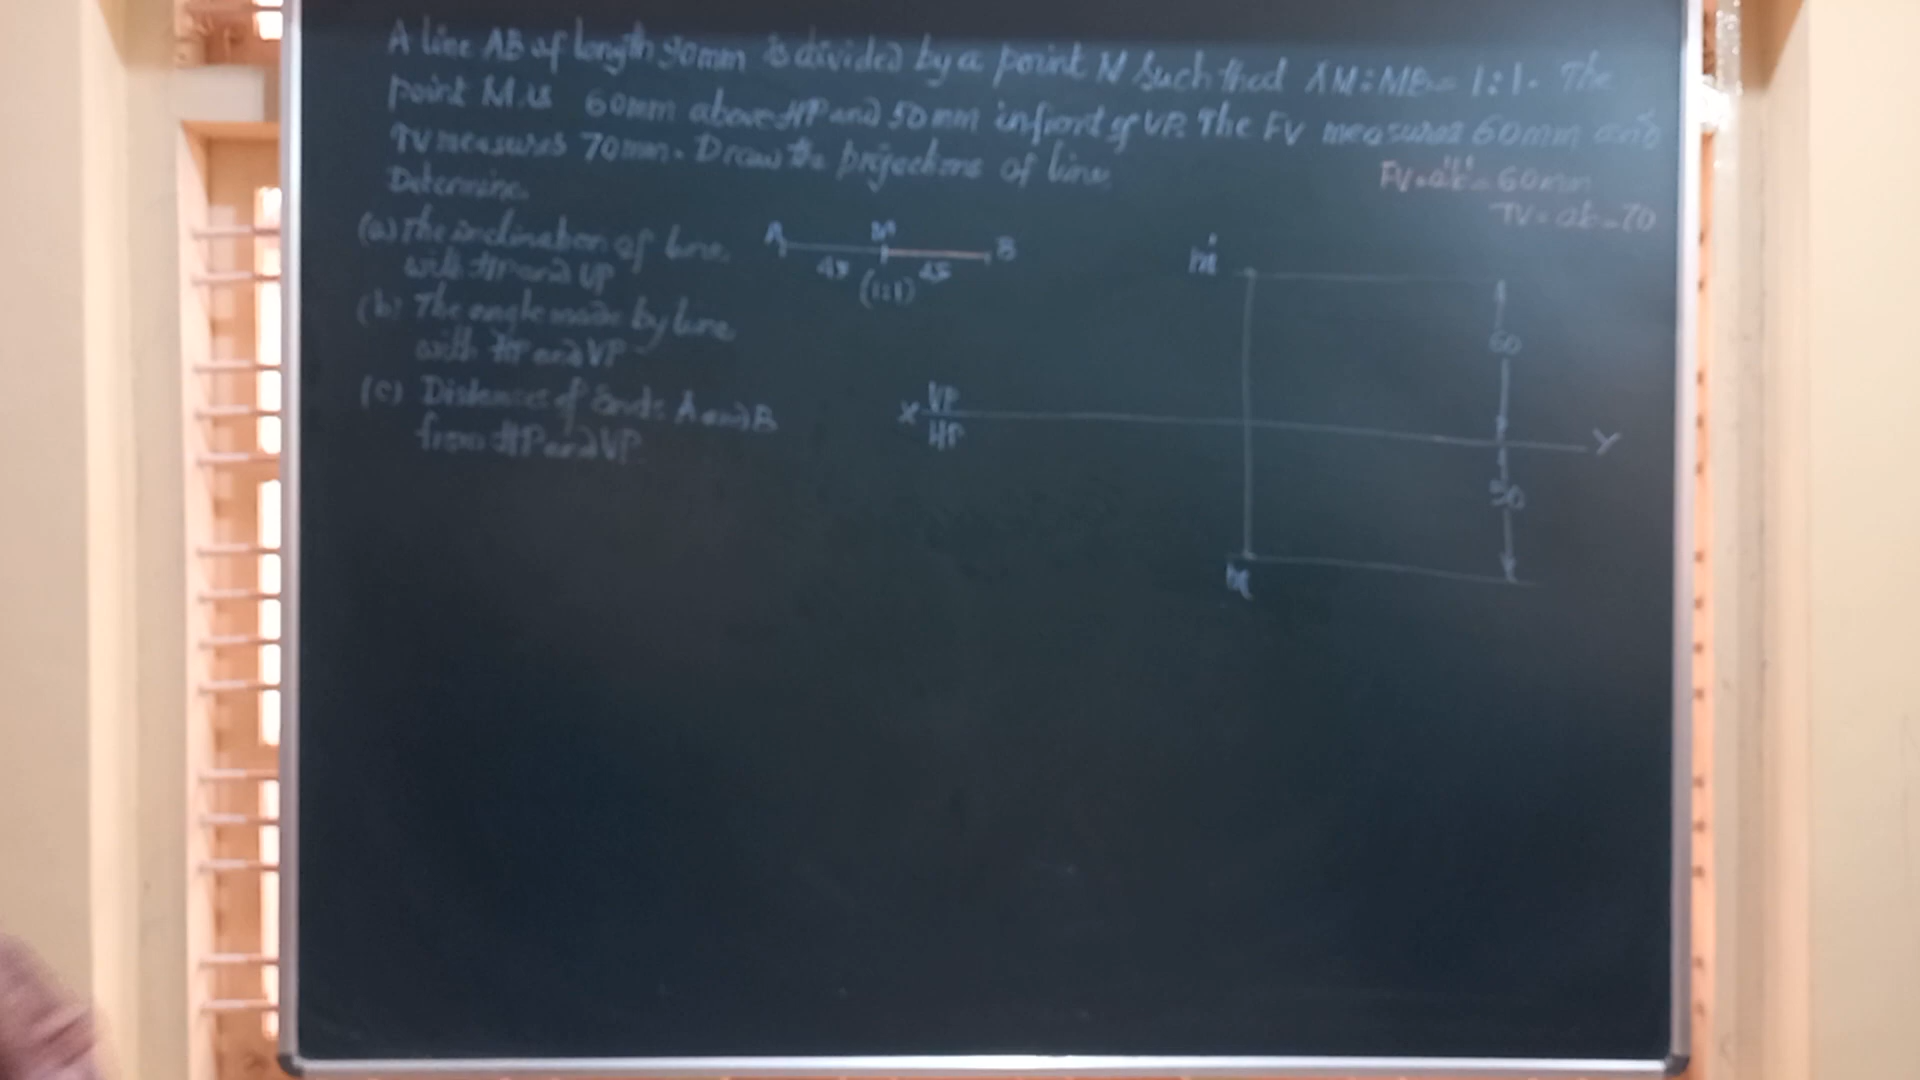 A line AB of length 90mm is divided by a point M such that AM:MB = 1:1. The
point M is 60mm above HP and 50mm infront of VP. The FV measures 60mm and
TV measures 70mm. Draw the projections of line
Determine.
FV = a'b' = 60mm
TV = ab = 70
(a) The inclination of line
with HP and VP
(b) The angle made by line
with HP and VP
(c) Distances of Ends A and B
from HP and VP
A M B
45 45
(1:1)
m'
60
X VP Y
HP
50
m